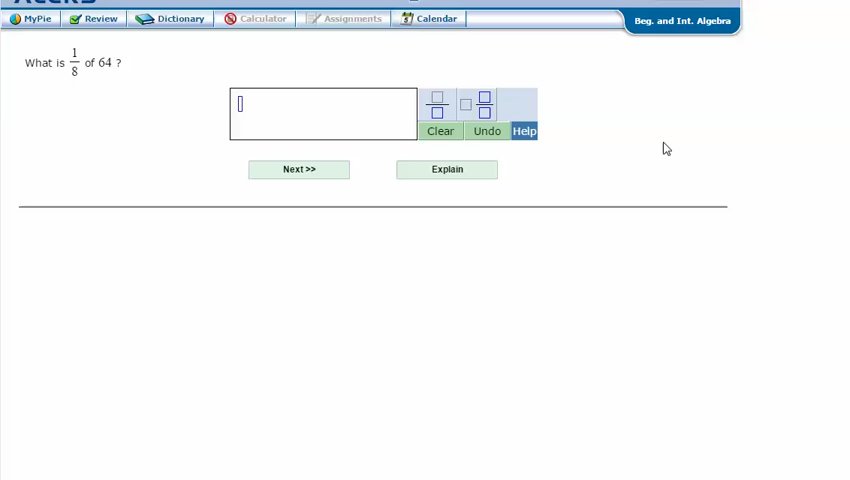 MyPie Review Dictionary Calculator Assignments Calendar Beg. and Int. Algebra
What is 1/8 of 64 ?
Clear Undo Help
Next >> Explain